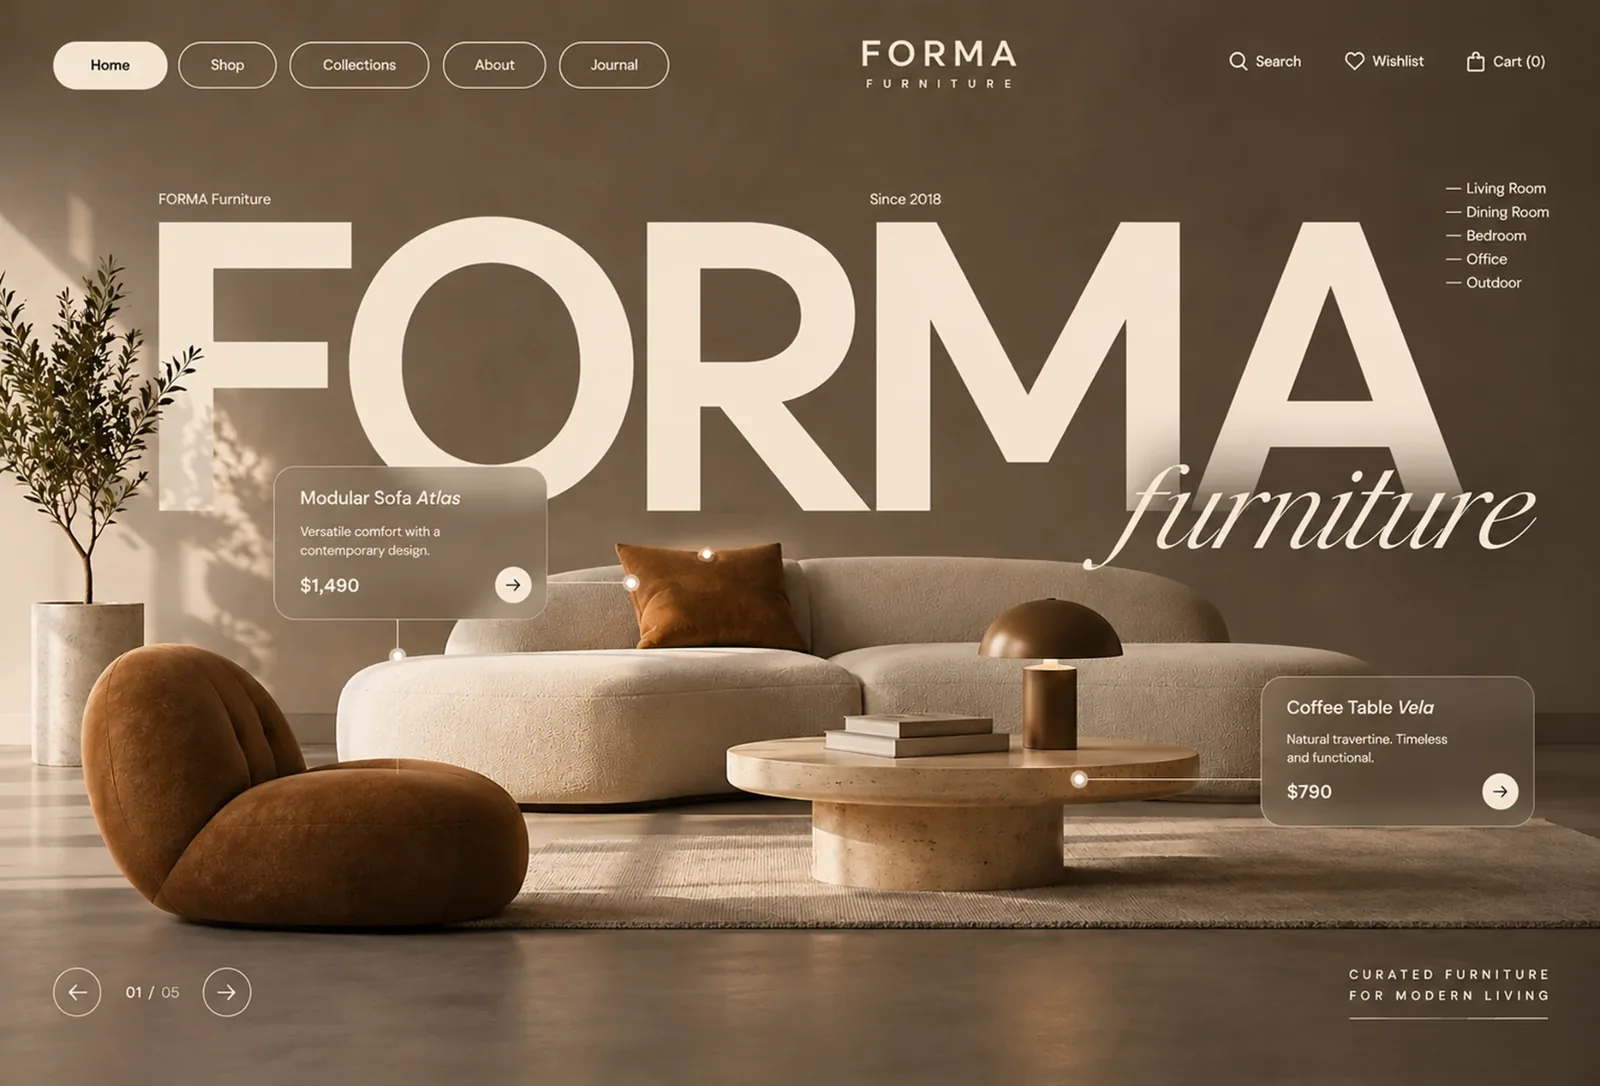 Home
Shop
Collections
About
Journal
FORMA
FURNITURE
Search
Wishlist
Cart (0)
FORMA Furniture
Since 2018
— Living Room
— Dining Room
— Bedroom
— Office
— Outdoor
FORMA
furniture
Modular Sofa Atlas
Versatile comfort with a
contemporary design.
$1,490
Coffee Table Vela
Natural travertine. Timeless
and functional.
$790
01 / 05
CURATED FURNITURE
FOR MODERN LIVING